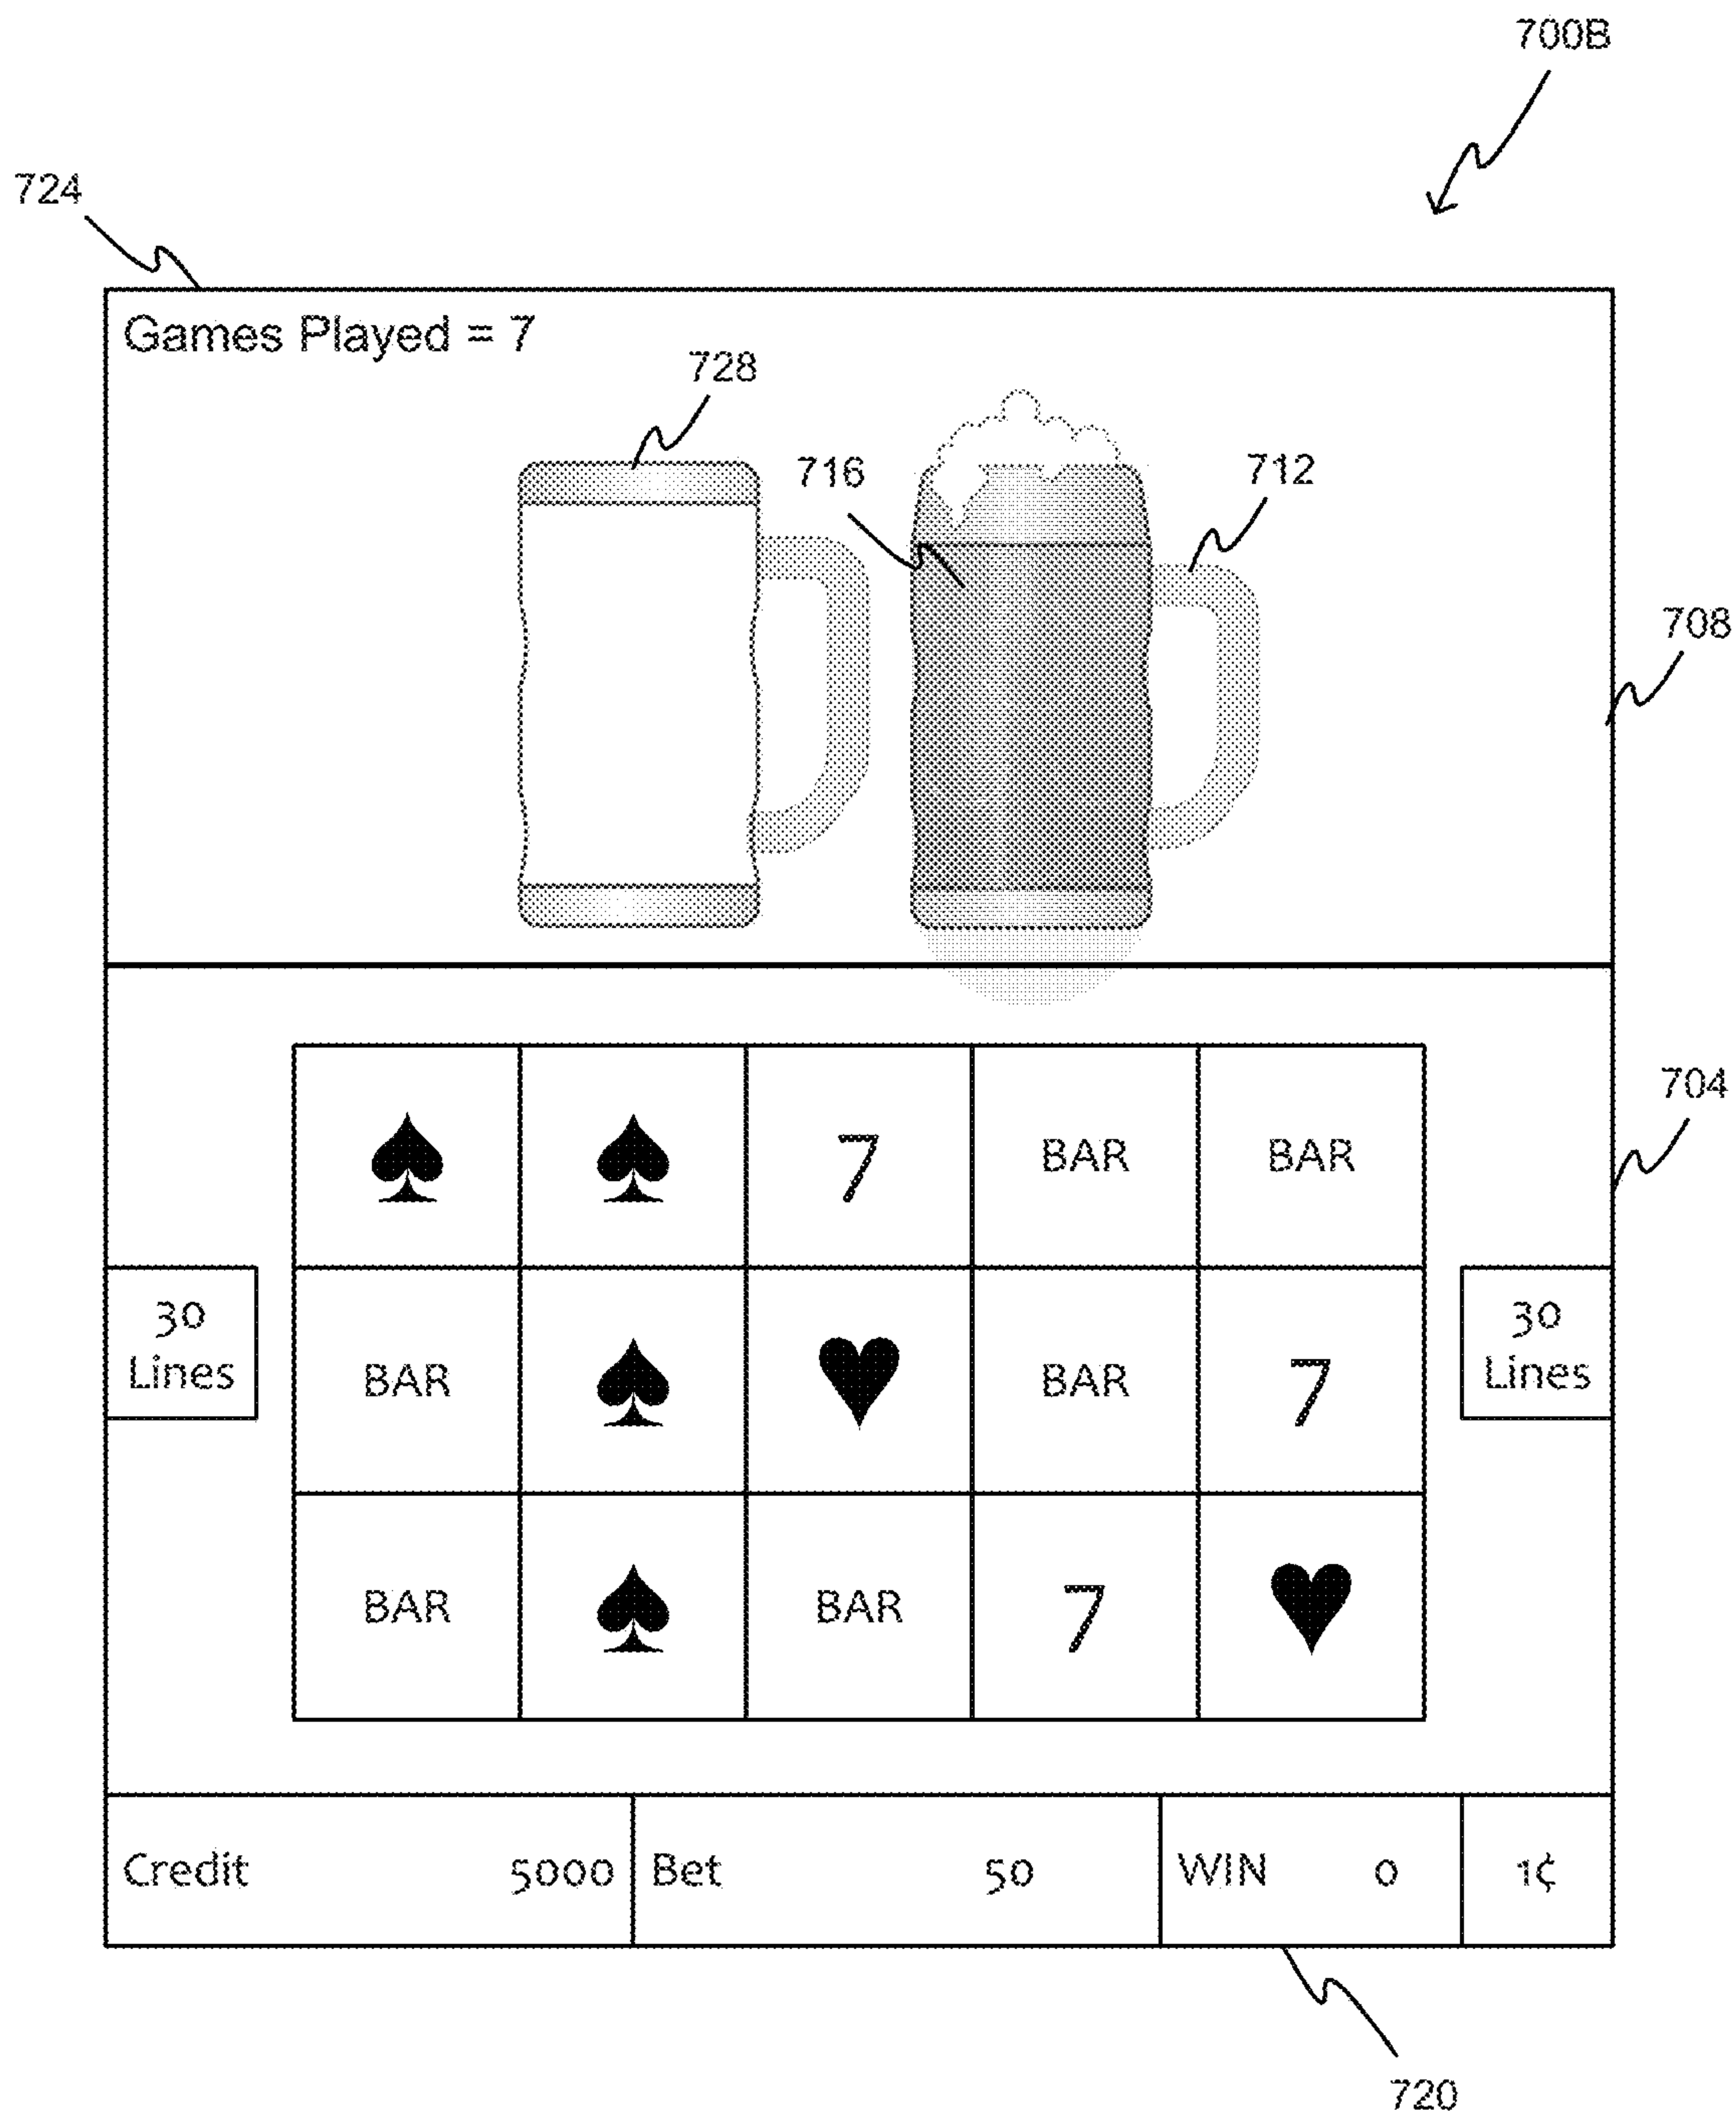 700B
724
Games Played = 7
728
716
712
708
704
7 BAR BAR
30
Lines
BAR BAR 7
30
Lines
BAR BAR 7
Credit 5000 Bet 50 WIN 0 1¢
720